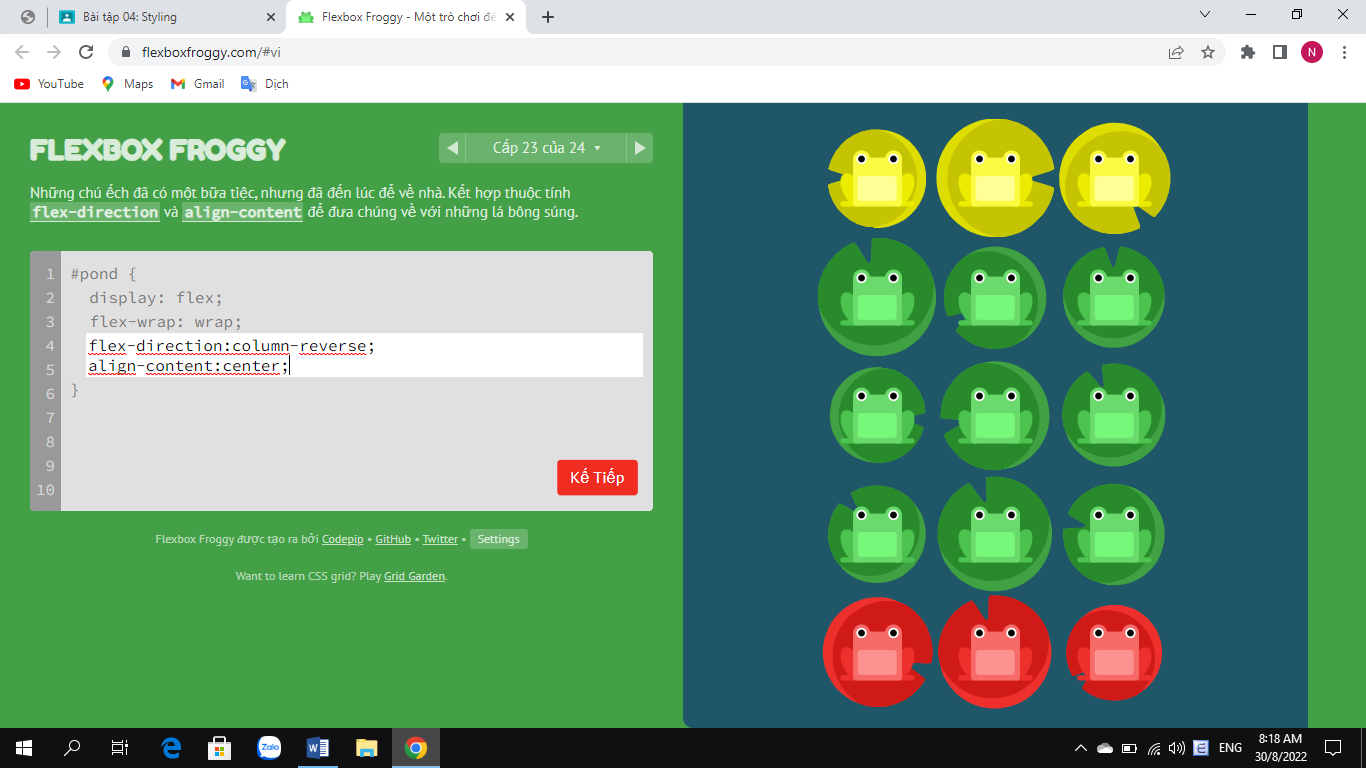 Bài tập 04: Styling
Flexbox Froggy - Một trò chơi để
flexboxfroggy.com/#vi
N
YouTube
Maps
Gmail
Dịch
FLEXBOX FROGGY
Cấp 23 của 24
Những chú ếch đã có một bữa tiệc, nhưng đã đến lúc để về nhà. Kết hợp thuộc tính
flex-direction và align-content để đưa chúng về với những lá bông súng.
1 #pond {
2 display: flex;
3 flex-wrap: wrap;
4 flex-direction:column-reverse;
5 align-content:center;
6 }
7
8
9
10
Kế Tiếp
Flexbox Froggy được tạo ra bởi Codepip • GitHub • Twitter • Settings
Want to learn CSS grid? Play Grid Garden.
Zalo
ENG
8:18 AM
30/8/2022